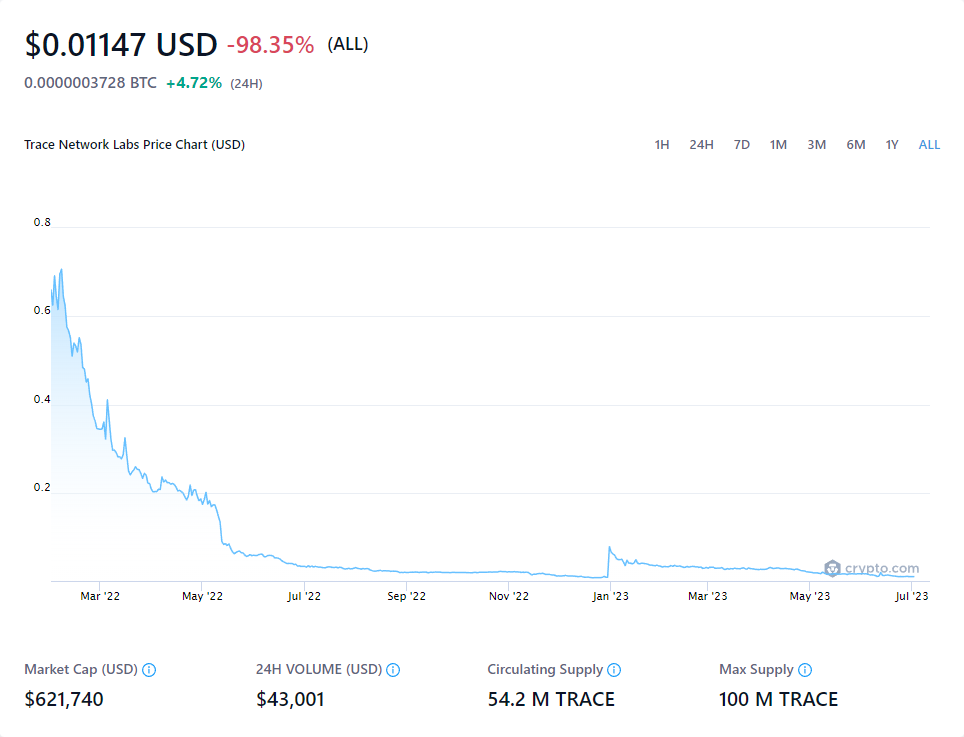 $0.01147 USD -98.35% (ALL)
0.0000003728 BTC +4.72% (24H)
Trace Network Labs Price Chart (USD) 1H 24H 7D 1M 3M 6M 1Y ALL
0.8
0.6
0.4
0.2
crypto.com
Mar '22 May '22 Jul '22 Sep '22 Nov '22 Jan '23 Mar '23 May '23 Jul '23
Market Cap (USD) 24H VOLUME (USD) Circulating Supply Max Supply
$621,740 $43,001 54.2 M TRACE 100 M TRACE